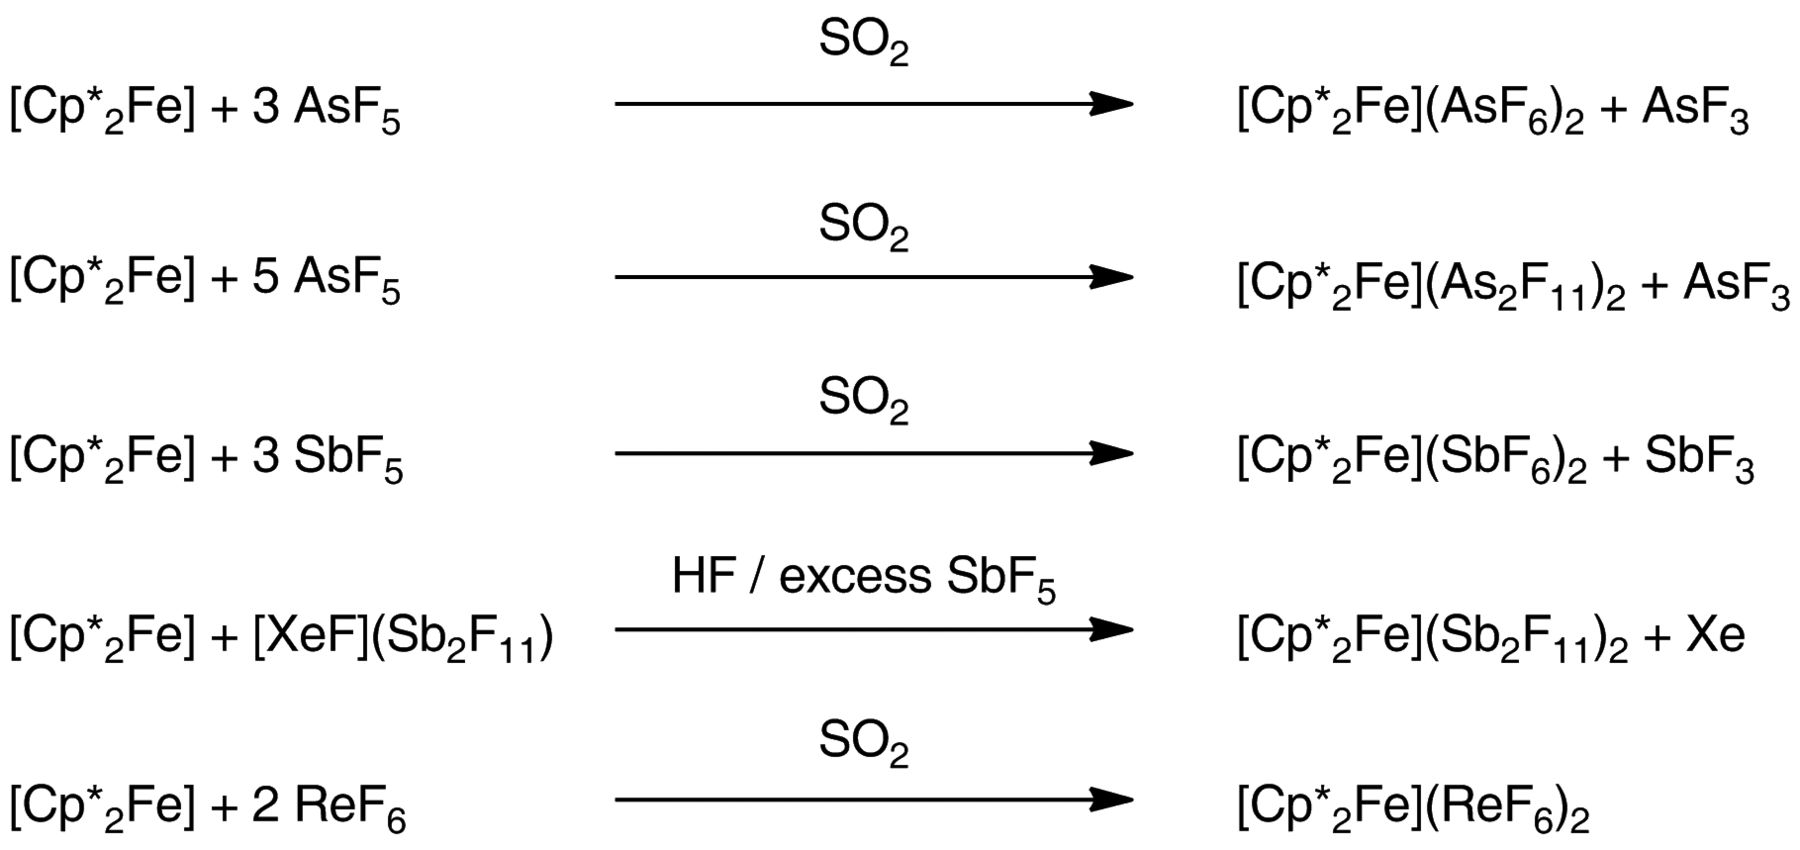 SO₂
[Cp*₂Fe] + 3 AsF₅ [Cp*₂Fe](AsF₆)₂ + AsF₃
SO₂
[Cp*₂Fe] + 5 AsF₅ [Cp*₂Fe](As₂F₁₁)₂ + AsF₃
SO₂
[Cp*₂Fe] + 3 SbF₅ [Cp*₂Fe](SbF₆)₂ + SbF₃
HF / excess SbF₅
[Cp*₂Fe] + [XeF](Sb₂F₁₁) [Cp*₂Fe](Sb₂F₁₁)₂ + Xe
SO₂
[Cp*₂Fe] + 2 ReF₆ [Cp*₂Fe](ReF₆)₂